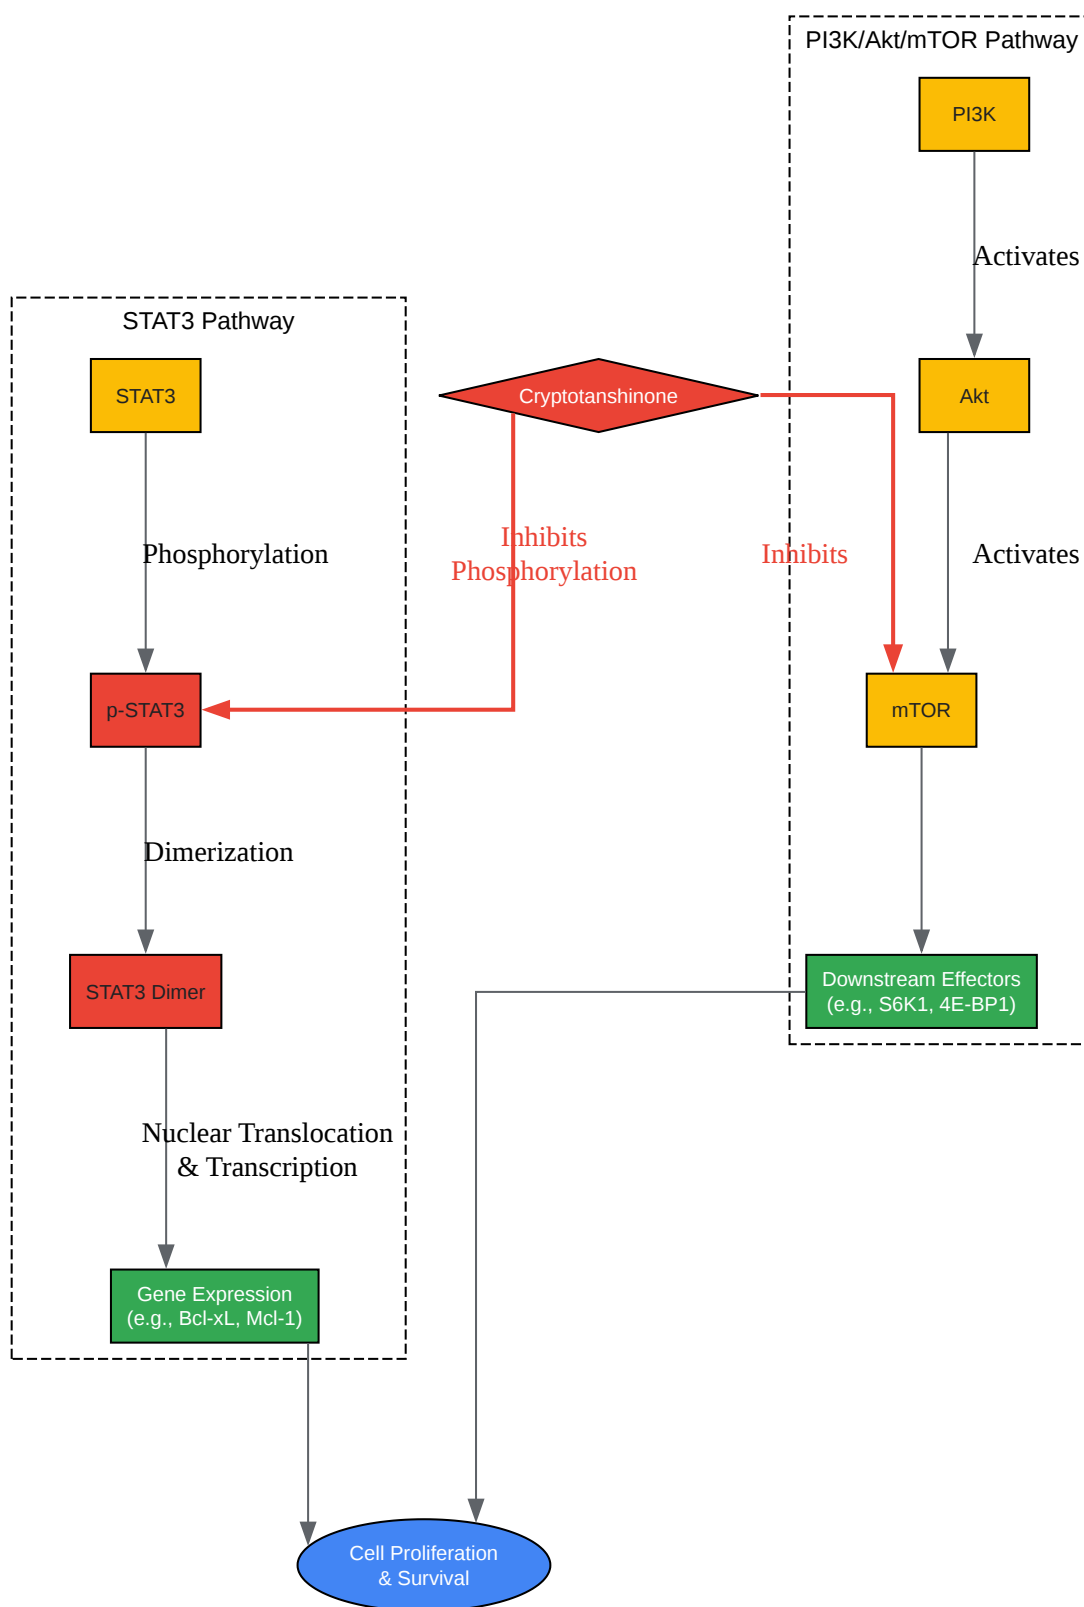 PI3K/Akt/mTOR Pathway
PI3K
Activates
STAT3 Pathway
STAT3
Cryptotanshinone
Akt
Phosphorylation
Inhibits
Phosphorylation
Inhibits
Activates
p-STAT3
mTOR
Dimerization
STAT3 Dimer
Downstream Effectors
(e.g., S6K1, 4E-BP1)
Nuclear Translocation
& Transcription
Gene Expression
(e.g., Bcl-xL, Mcl-1)
Cell Proliferation
& Survival